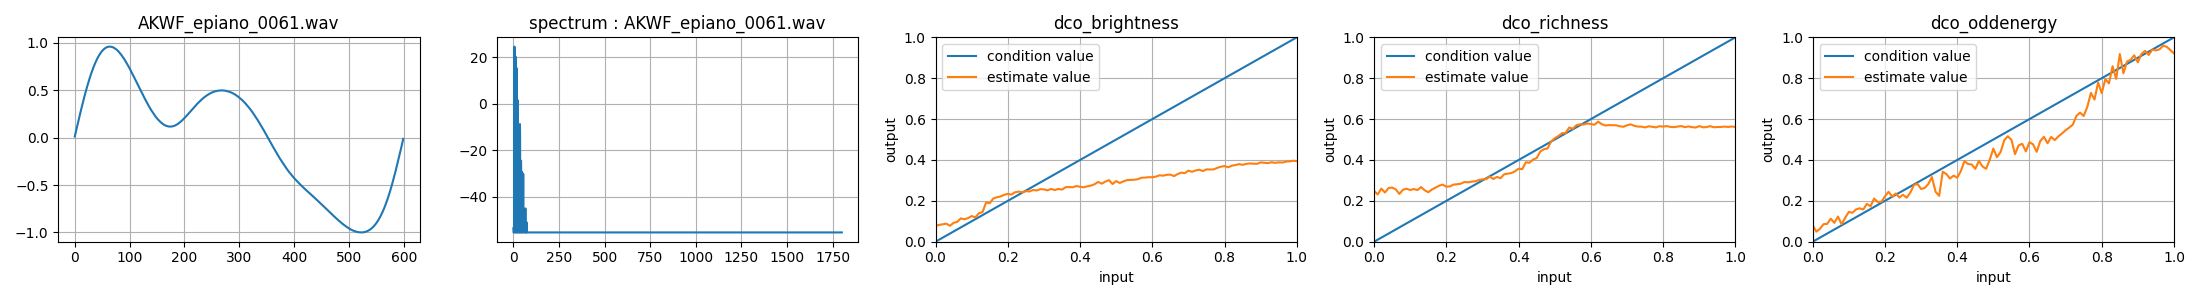 AKWF_epiano_0061.wav
1.0
0.5
0.0
−0.5
−1.0
0 100 200 300 400 500 600
spectrum : AKWF_epiano_0061.wav
20
0
−20
−40
0 250 500 750 1000 1250 1500 1750
dco_brightness
condition value
estimate value
output
1.0
0.8
0.6
0.4
0.2
0.0
0.0 0.2 0.4 0.6 0.8 1.0
input
dco_richness
condition value
estimate value
output
1.0
0.8
0.6
0.4
0.2
0.0
0.0 0.2 0.4 0.6 0.8 1.0
input
dco_oddenergy
condition value
estimate value
output
1.0
0.8
0.6
0.4
0.2
0.0
0.0 0.2 0.4 0.6 0.8 1.0
input